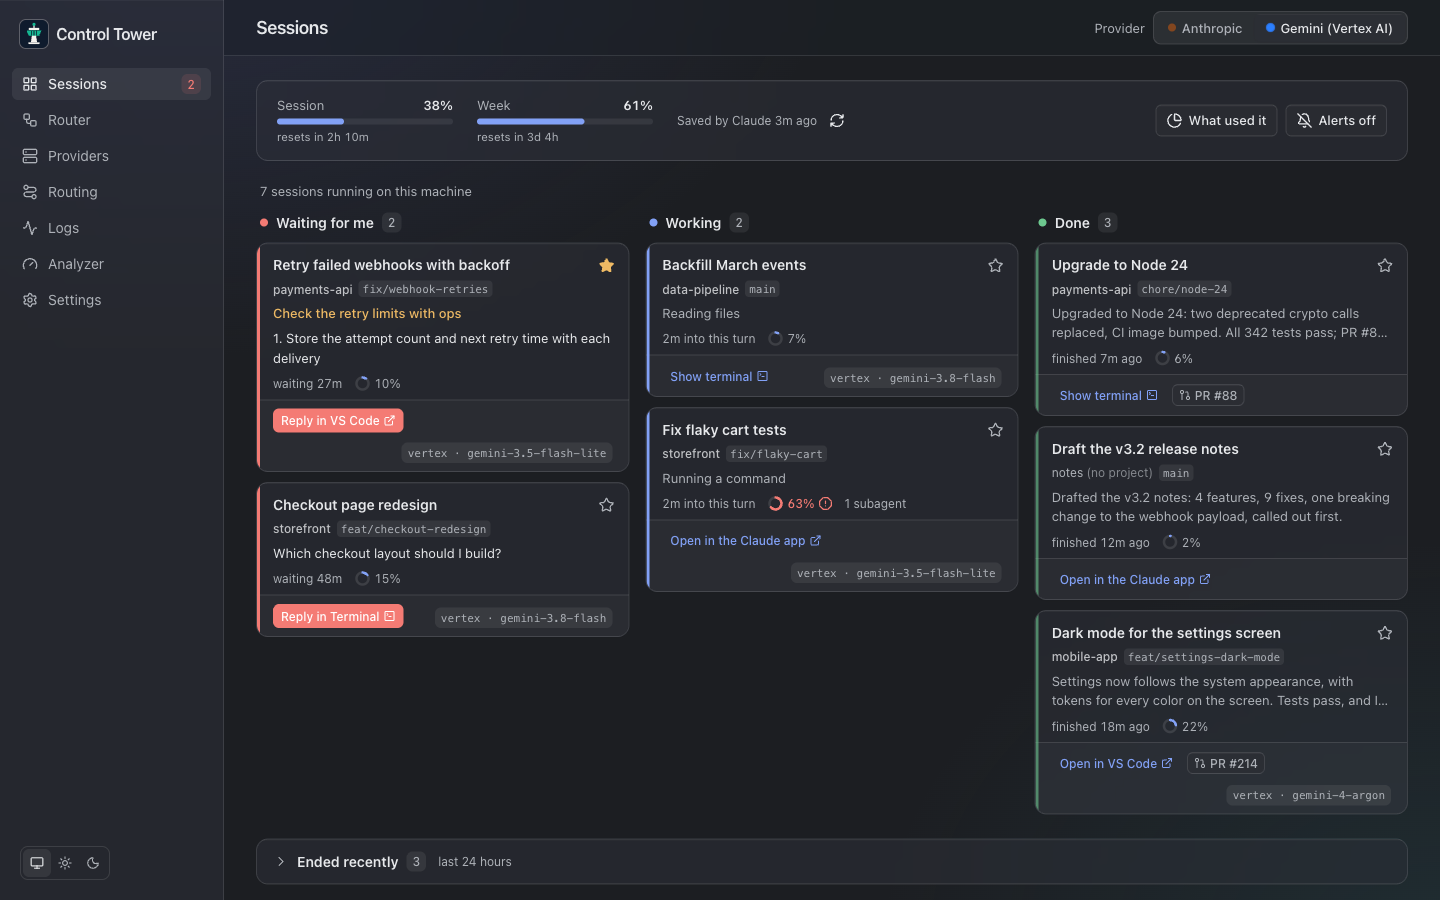 Control Tower
Sessions 2
Router
Providers
Routing
Logs
Analyzer
Settings
Sessions
Provider Anthropic Gemini (Vertex AI)
Session 38%
resets in 2h 10m
Week 61%
resets in 3d 4h
Saved by Claude 3m ago
What used it
Alerts off
7 sessions running on this machine
Waiting for me 2
Retry failed webhooks with backoff
payments-api fix/webhook-retries
Check the retry limits with ops
1. Store the attempt count and next retry time with each
delivery
waiting 27m 10%
Reply in VS Code
vertex · gemini-3.5-flash-lite
Checkout page redesign
storefront feat/checkout-redesign
Which checkout layout should I build?
waiting 48m 15%
Reply in Terminal vertex · gemini-3.8-flash
Working 2
Backfill March events
data-pipeline main
Reading files
2m into this turn 7%
Show terminal vertex · gemini-3.8-flash
Fix flaky cart tests
storefront fix/flaky-cart
Running a command
2m into this turn 63% 1 subagent
Open in the Claude app
vertex · gemini-3.5-flash-lite
Done 3
Upgrade to Node 24
payments-api chore/node-24
Upgraded to Node 24: two deprecated crypto calls
replaced, CI image bumped. All 342 tests pass; PR #8...
finished 7m ago 6%
Show terminal PR #88
Draft the v3.2 release notes
notes (no project) main
Drafted the v3.2 notes: 4 features, 9 fixes, one breaking
change to the webhook payload, called out first.
finished 12m ago 2%
Open in the Claude app
Dark mode for the settings screen
mobile-app feat/settings-dark-mode
Settings now follows the system appearance, with
tokens for every color on the screen. Tests pass, and I...
finished 18m ago 22%
Open in VS Code PR #214
vertex · gemini-4-argon
Ended recently 3 last 24 hours